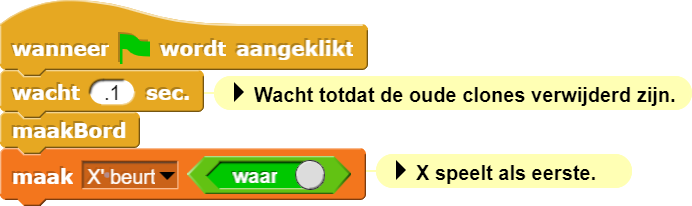 wanneer wordt aangeklikt
wacht .1 sec. Wacht totdat de oude clones verwijderd zijn.
maakBord
maak X' beurt waar X speelt als eerste.